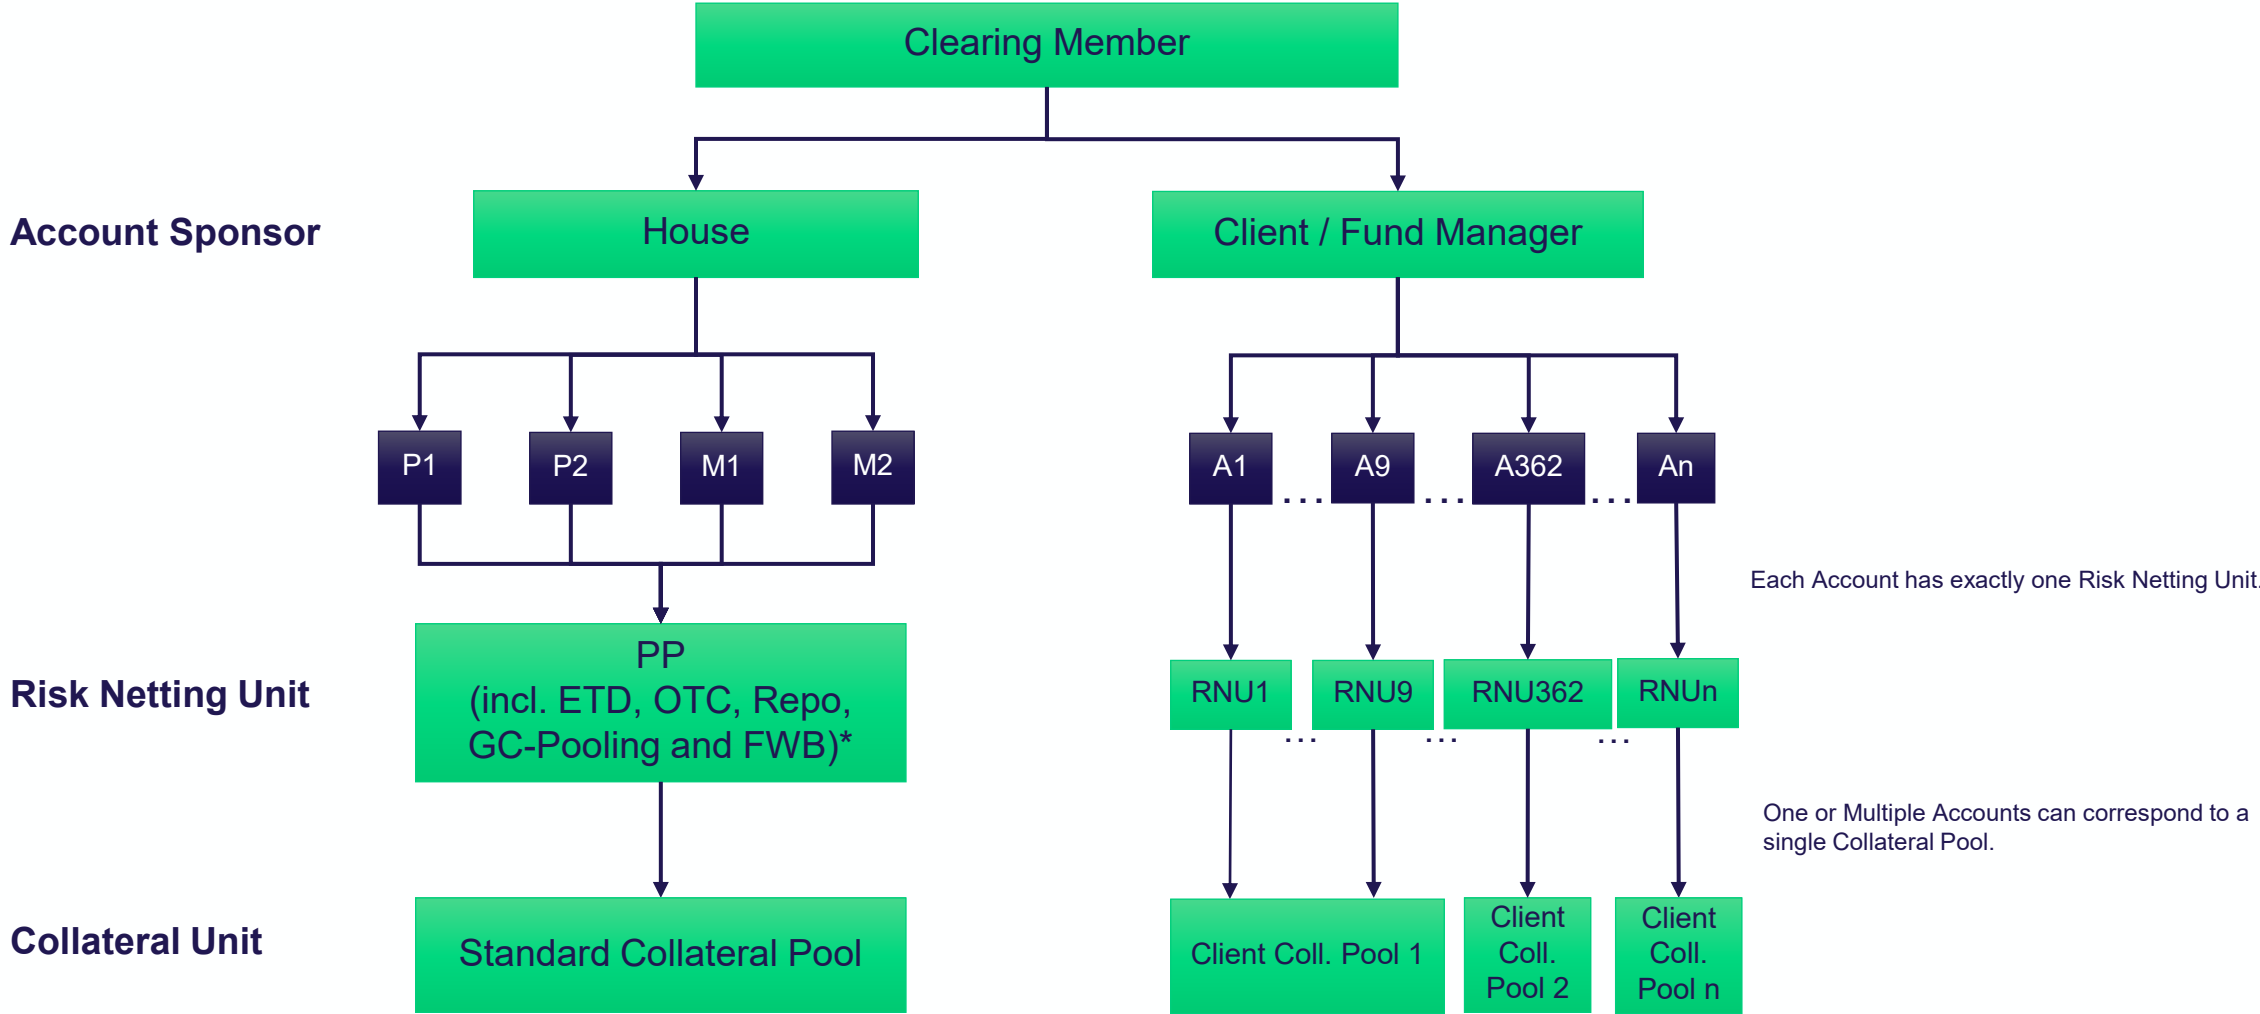 Clearing Member
Account Sponsor
House
Client / Fund Manager
P1
P2
M1
M2
A1
A9
A362
An
... ... ...
Each Account has exactly one Risk Netting Unit.
Risk Netting Unit
PP
(incl. ETD, OTC, Repo,
GC-Pooling and FWB)*
RNU1
RNU9
RNU362
RNUn
... ... ...
One or Multiple Accounts can correspond to a
single Collateral Pool.
Collateral Unit
Standard Collateral Pool
Client Coll. Pool 1
Client
Coll.
Pool 2
Client
Coll.
Pool n